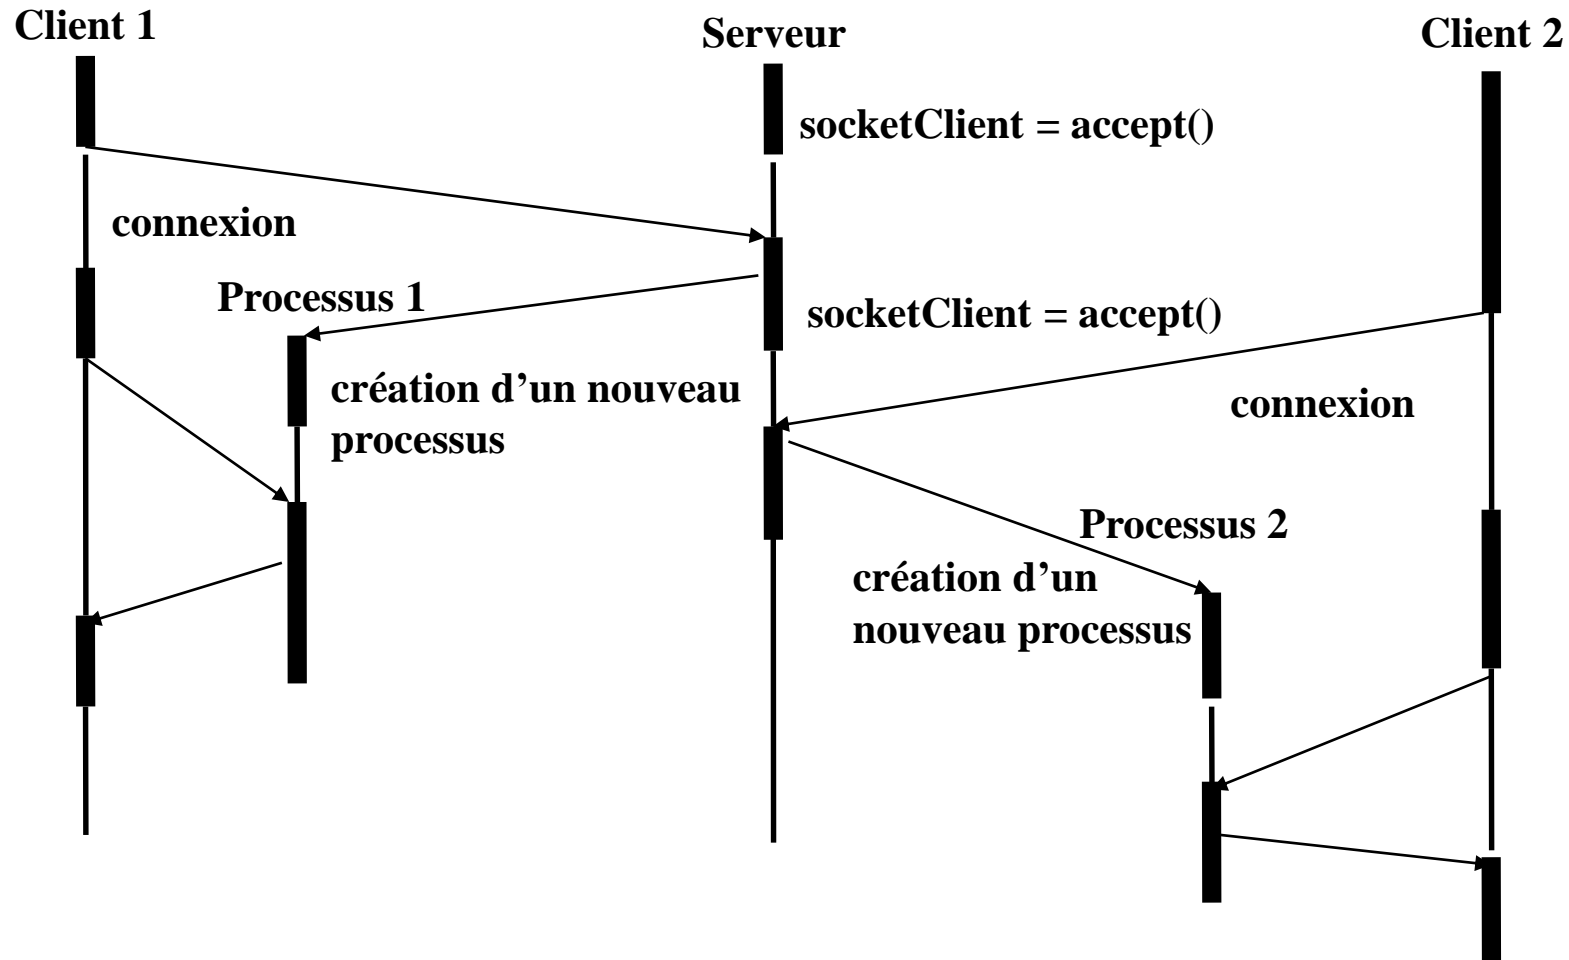 Client 1
Serveur
Client 2
socketClient = accept()
connexion
Processus 1
socketClient = accept()
création d’un nouveau
processus
connexion
Processus 2
création d’un
nouveau processus